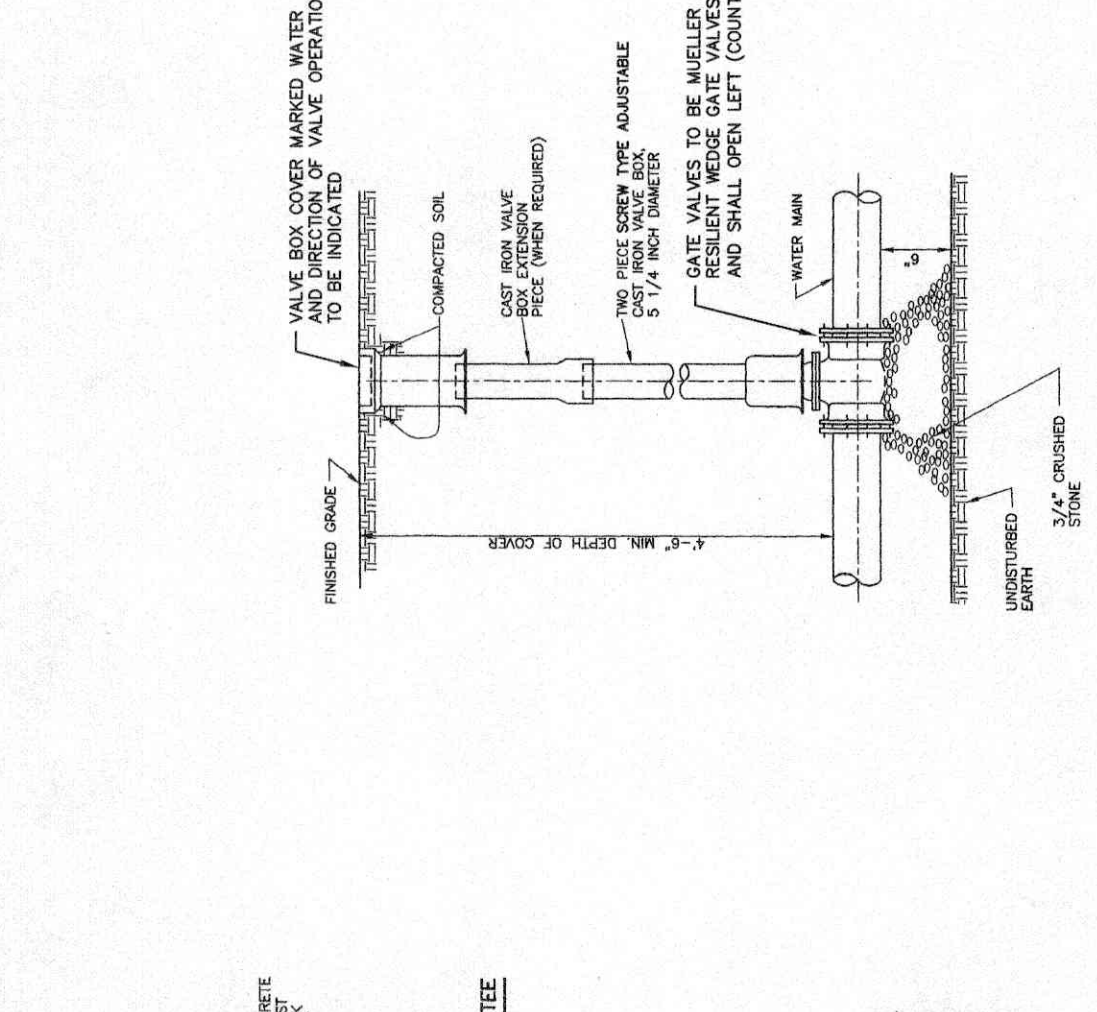 VALVE BOX COVER MARKED WATER
AND DIRECTION OF VALVE OPERATIO
TO BE INDICATED
FINISHED GRADE
COMPACTED SOIL
CAST IRON VALVE
BOX EXTENSION
PIECE (WHEN REQUIRED)
TWO PIECE SCREW TYPE ADJUSTABLE
CAST IRON VALVE BOX,
5 1/4 INCH DIAMETER
4'-6" MIN. DEPTH OF COVER
GATE VALVES TO BE MUELLER
RESILIENT WEDGE GATE VALVES
AND SHALL OPEN LEFT (COUNT
WATER MAIN
6"
UNDISTURBED
EARTH
3/4" CRUSHED
STONE
RETE
ST
TEE